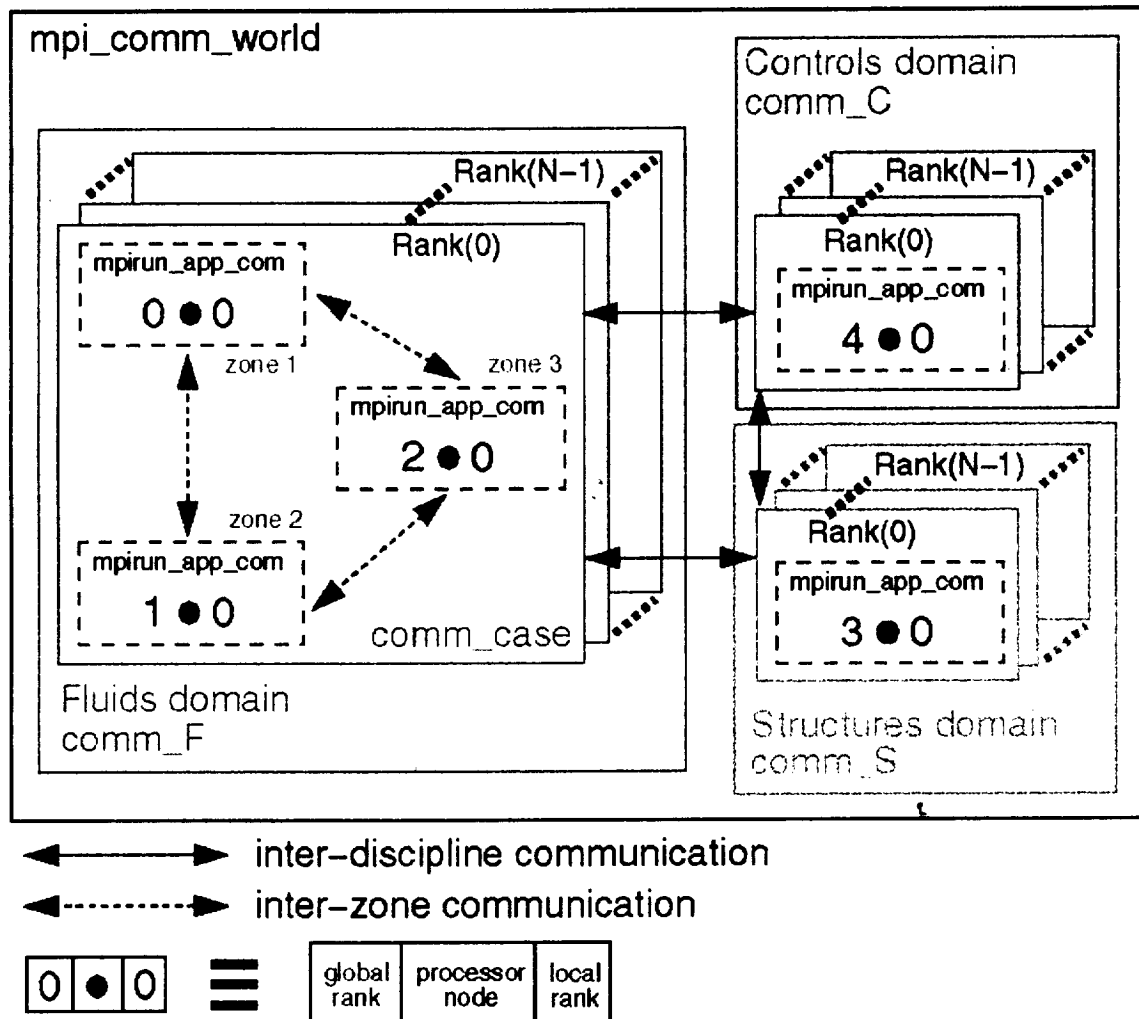 mpi_comm_world
Controls domain
comm_C
Rank(N−1)
Rank(0)
mpirun_app_com
4 ● 0
Rank(N−1)
Rank(0)
mpirun_app_com
0 ● 0
zone 1
zone 3
mpirun_app_com
2 ● 0
zone 2
mpirun_app_com
1 ● 0
comm_case
Fluids domain
comm_F
Rank(N−1)
Rank(0)
mpirun_app_com
3 ● 0
Structures domain
comm_S
inter−discipline communication
inter−zone communication
0 ● 0
global rank
processor node
local rank